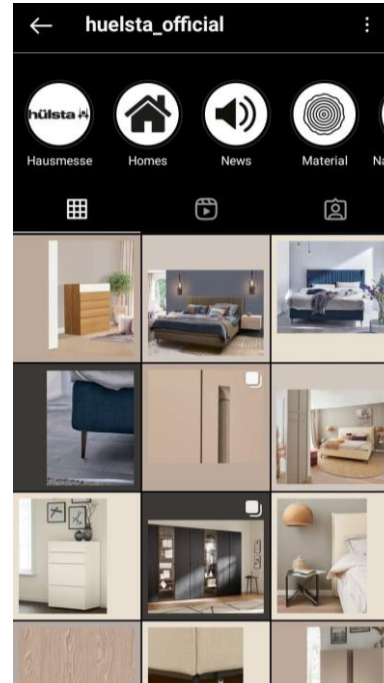 huelsta_official
hülsta
Hausmesse
Homes
News
Material